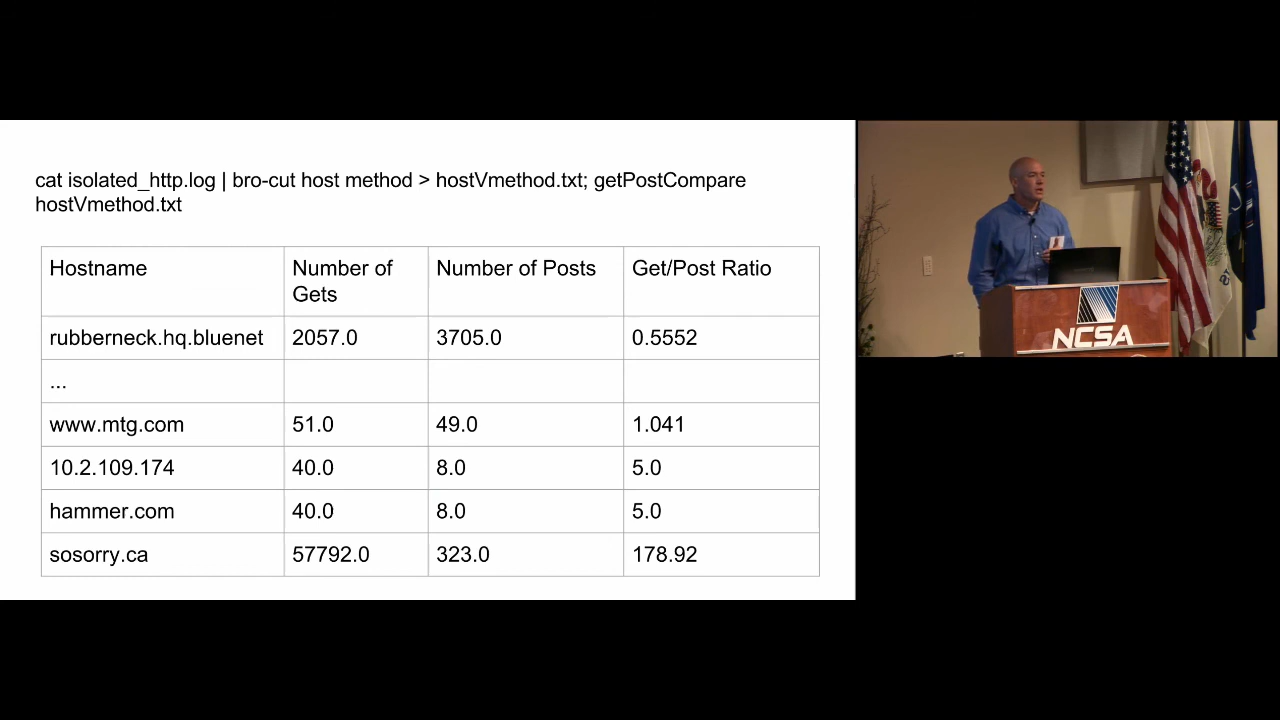 cat isolated_http.log | bro-cut host method > hostVmethod.txt; getPostCompare
hostVmethod.txt
Hostname Number of Gets Number of Posts Get/Post Ratio
rubberneck.hq.bluenet 2057.0 3705.0 0.5552
...
www.mtg.com 51.0 49.0 1.041
10.2.109.174 40.0 8.0 5.0
hammer.com 40.0 8.0 5.0
sosorry.ca 57792.0 323.0 178.92
NCSA